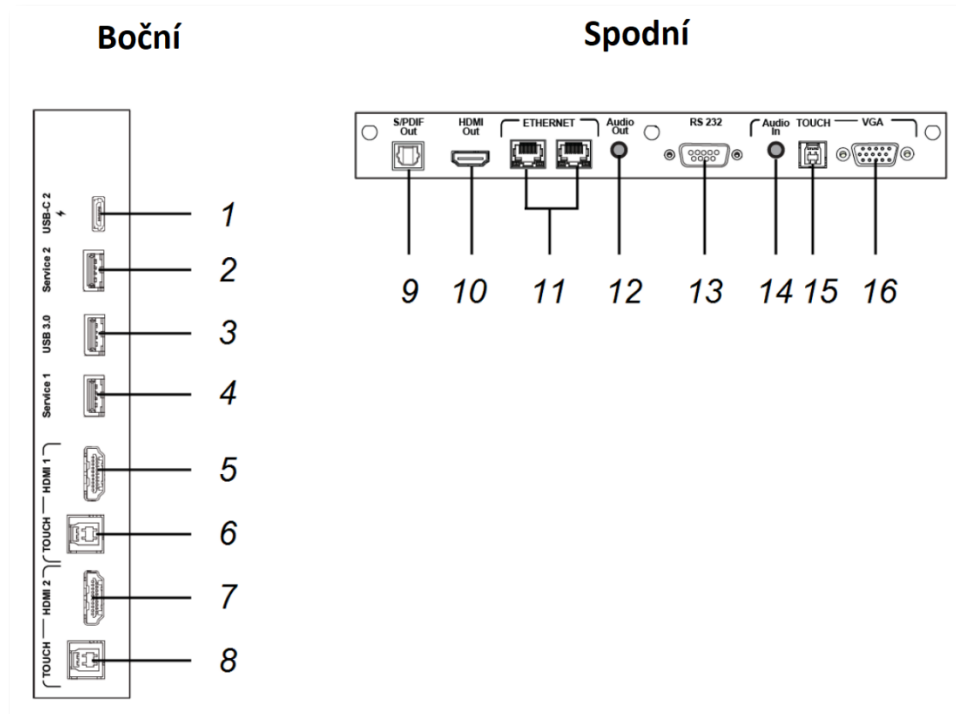 Boční
USB-C 2
1
Service 2
2
USB 3.0
3
Service 1
4
HDMI 1
5
TOUCH
6
HDMI 2
7
TOUCH
8
Spodní
S/PDIF Out
HDMI Out
ETHERNET
Audio Out
RS 232
Audio In
TOUCH
VGA
9 10 11 12 13 14 15 16